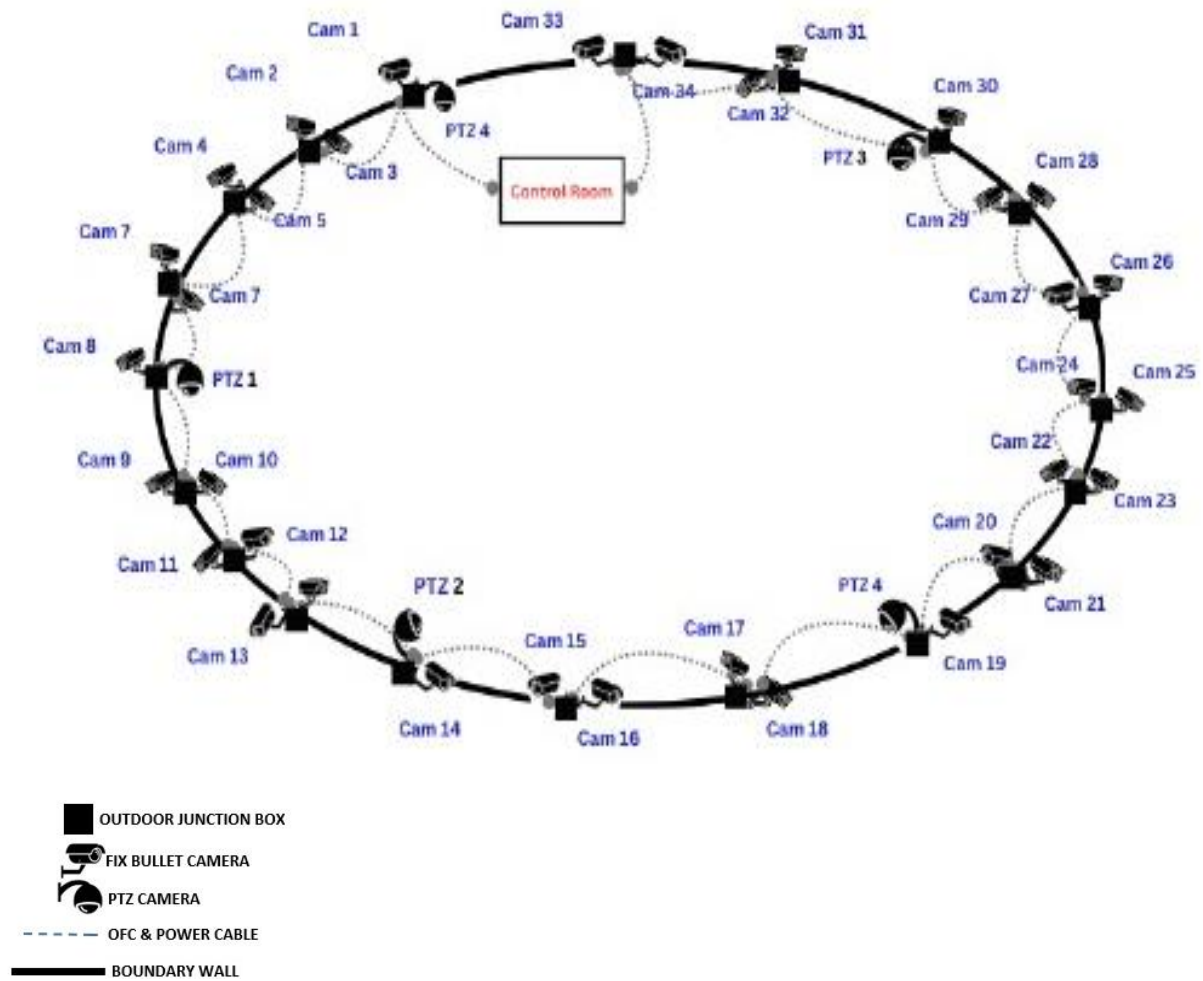 Cam 33
Cam 1
Cam 31
Cam 2
Cam 30
Cam 34
Cam 32
PTZ 4
Cam 4
Cam 3
PTZ 3
Cam 28
Control Room
Cam 5
Cam 29
Cam 7
Cam 26
Cam 7
Cam 27
Cam 8
PTZ 1
Cam 24
Cam 25
Cam 9
Cam 10
Cam 22
Cam 23
Cam 20
Cam 12
Cam 11
PTZ 2
PTZ 4
Cam 21
Cam 15
Cam 17
Cam 13
Cam 19
Cam 14
Cam 16
Cam 18
OUTDOOR JUNCTION BOX
FIX BULLET CAMERA
PTZ CAMERA
OFC & POWER CABLE
BOUNDARY WALL